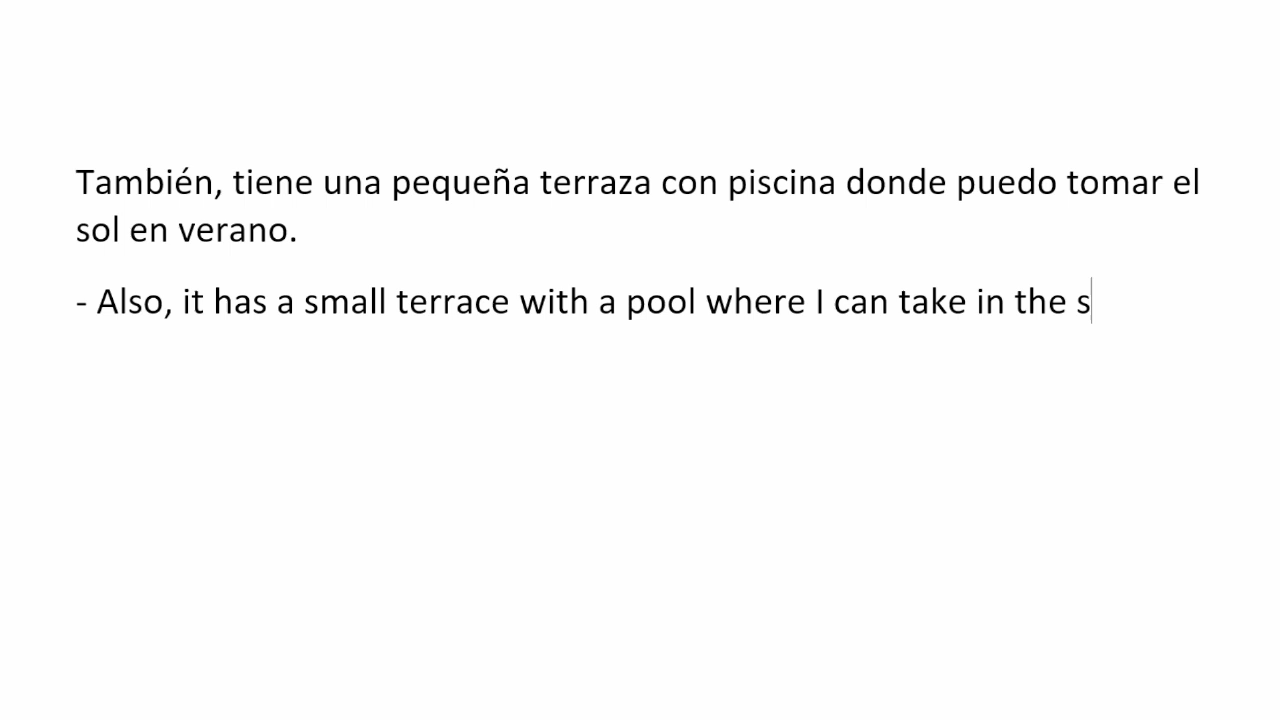 También, tiene una pequeña terraza con piscina donde puedo tomar el
sol en verano.
- Also, it has a small terrace with a pool where I can take in the s